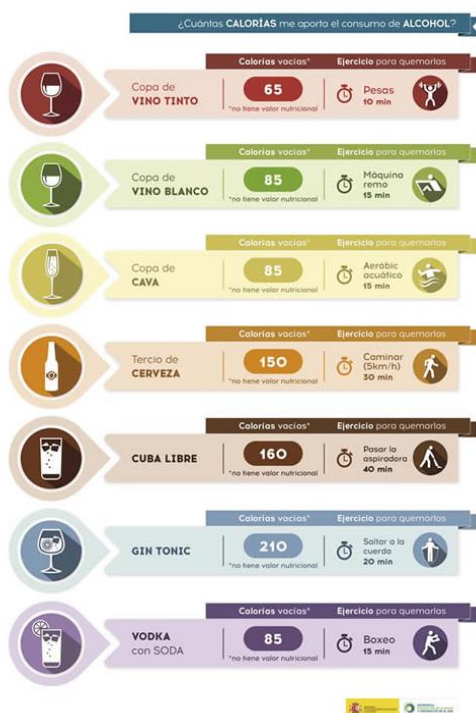 ¿Cuántas CALORÍAS me aporta el consumo de ALCOHOL?
Calorías vacías* Ejercicio para quemarlas
Copa de
VINO TINTO
65
*no tiene valor nutricional
Pesas
10 min
Calorías vacías* Ejercicio para quemarlas
Copa de
VINO BLANCO
85
*no tiene valor nutricional
Máquina
remo
15 min
Calorías vacías* Ejercicio para quemarlas
Copa de
CAVA
85
*no tiene valor nutricional
Aeróbic
acuático
15 min
Calorías vacías* Ejercicio para quemarlas
Tercio de
CERVEZA
150
*no tiene valor nutricional
Caminar
(5km/h)
30 min
Calorías vacías* Ejercicio para quemarlas
CUBA LIBRE
160
*no tiene valor nutricional
Pasar la
aspiradora
40 min
Calorías vacías* Ejercicio para quemarlas
GIN TONIC
210
*no tiene valor nutricional
Saltar a la
cuerda
20 min
Calorías vacías* Ejercicio para quemarlas
VODKA
con SODA
85
*no tiene valor nutricional
Boxeo
15 min